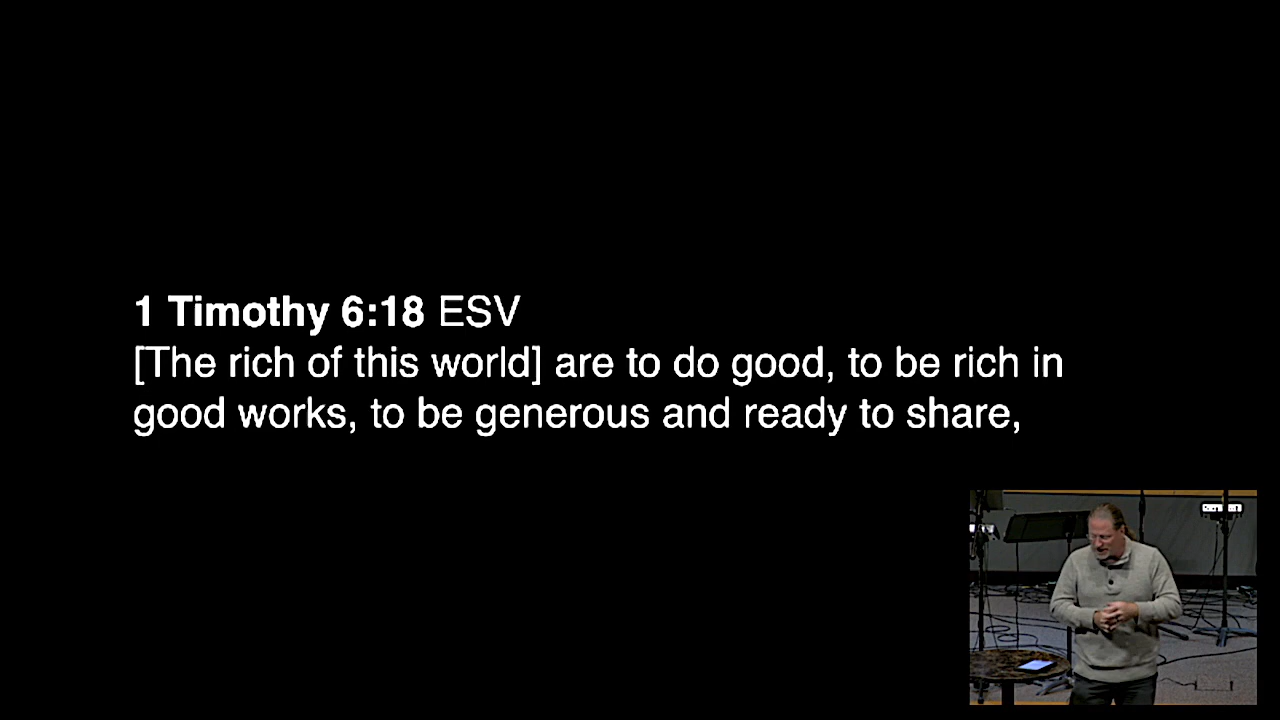 1 Timothy 6:18 ESV
[The rich of this world] are to do good, to be rich in
good works, to be generous and ready to share,